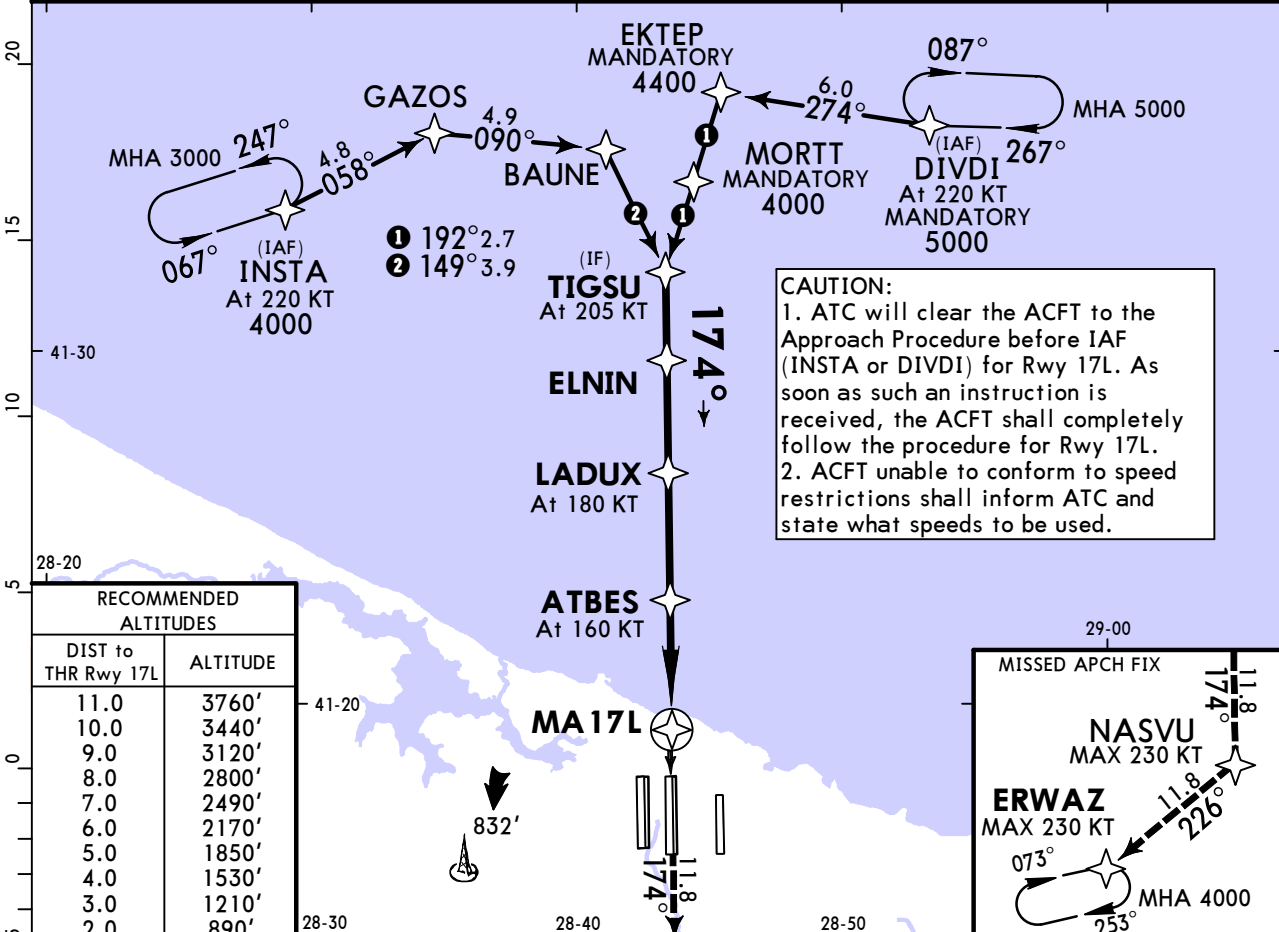 20
15
10
5
0
EKTEP
MANDATORY
4400
087°
6.0
274°
MHA 5000
267°
(IAF)
DIVDI
At 220 KT
MANDATORY
5000
GAZOS
4.9
090°
BAUNE
MHA 3000
247°
4.8
058°
067°
(IAF)
INSTA
At 220 KT
4000
1
1
2
MORTT
MANDATORY
4000
1 192° 2.7
2 149° 3.9
(IF)
TIGSU
At 205 KT
174°
41-30
ELNIN
LADUX
At 180 KT
CAUTION:
1. ATC will clear the ACFT to the
Approach Procedure before IAF
(INSTA or DIVDI) for Rwy 17L. As
soon as such an instruction is
received, the ACFT shall completely
follow the procedure for Rwy 17L.
2. ACFT unable to conform to speed
restrictions shall inform ATC and
state what speeds to be used.
28-20
ATBES
At 160 KT
RECOMMENDED
ALTITUDES
DIST to
THR Rwy 17L
ALTITUDE
11.0 3760'
10.0 3440'
9.0 3120'
8.0 2800'
7.0 2490'
6.0 2170'
5.0 1850'
4.0 1530'
3.0 1210'
2.0 890'
41-20
MA17L
832'
11.8
174°
28-30
28-40
28-50
29-00
MISSED APCH FIX
11.8
174°
NASVU
MAX 230 KT
11.8
226°
ERWAZ
MAX 230 KT
073°
MHA 4000
253°